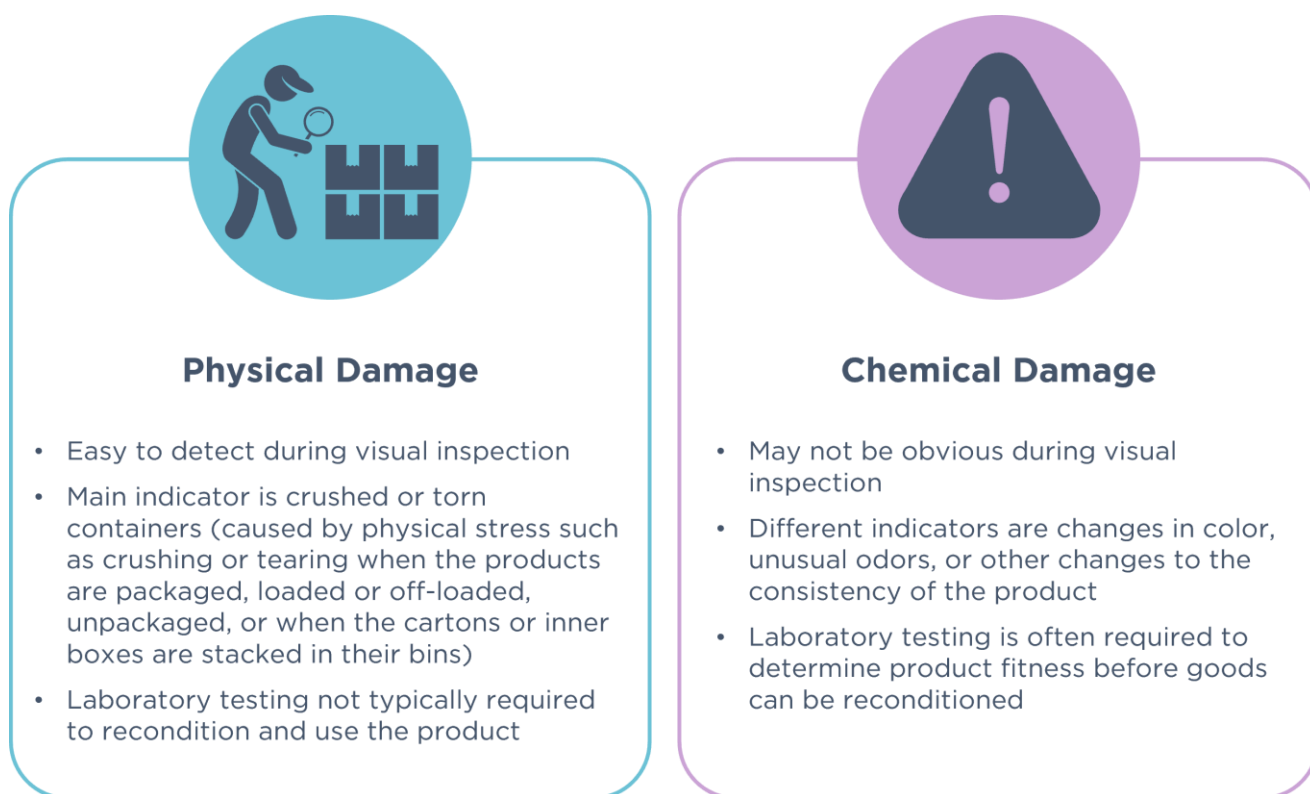 Physical Damage
• Easy to detect during visual inspection
• Main indicator is crushed or torn
containers (caused by physical stress such
as crushing or tearing when the products
are packaged, loaded or off-loaded,
unpackaged, or when the cartons or inner
boxes are stacked in their bins)
• Laboratory testing not typically required
to recondition and use the product
Chemical Damage
• May not be obvious during visual
inspection
• Different indicators are changes in color,
unusual odors, or other changes to the
consistency of the product
• Laboratory testing is often required to
determine product fitness before goods
can be reconditioned